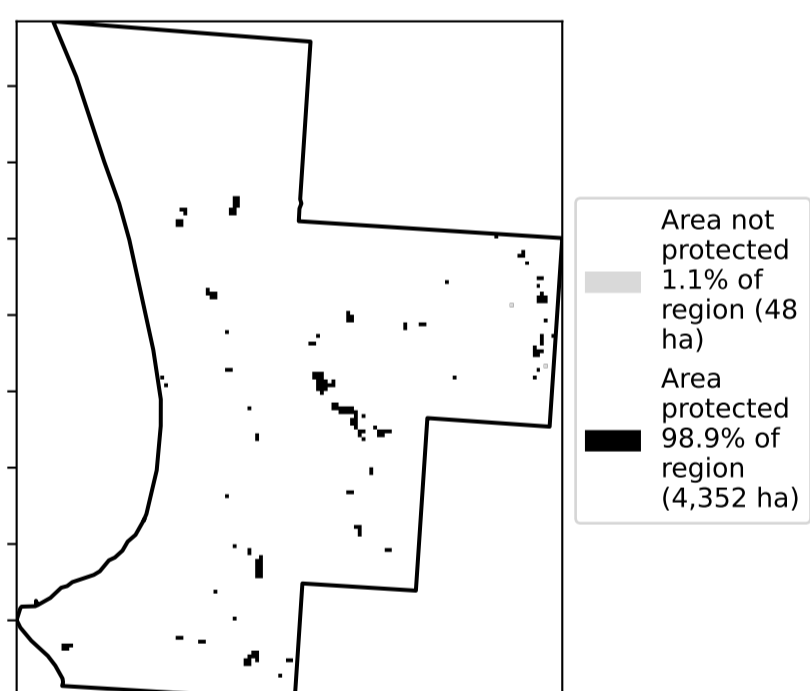 Area not
protected
1.1% of
region (48
ha)
Area
protected
98.9% of
region
(4,352 ha)